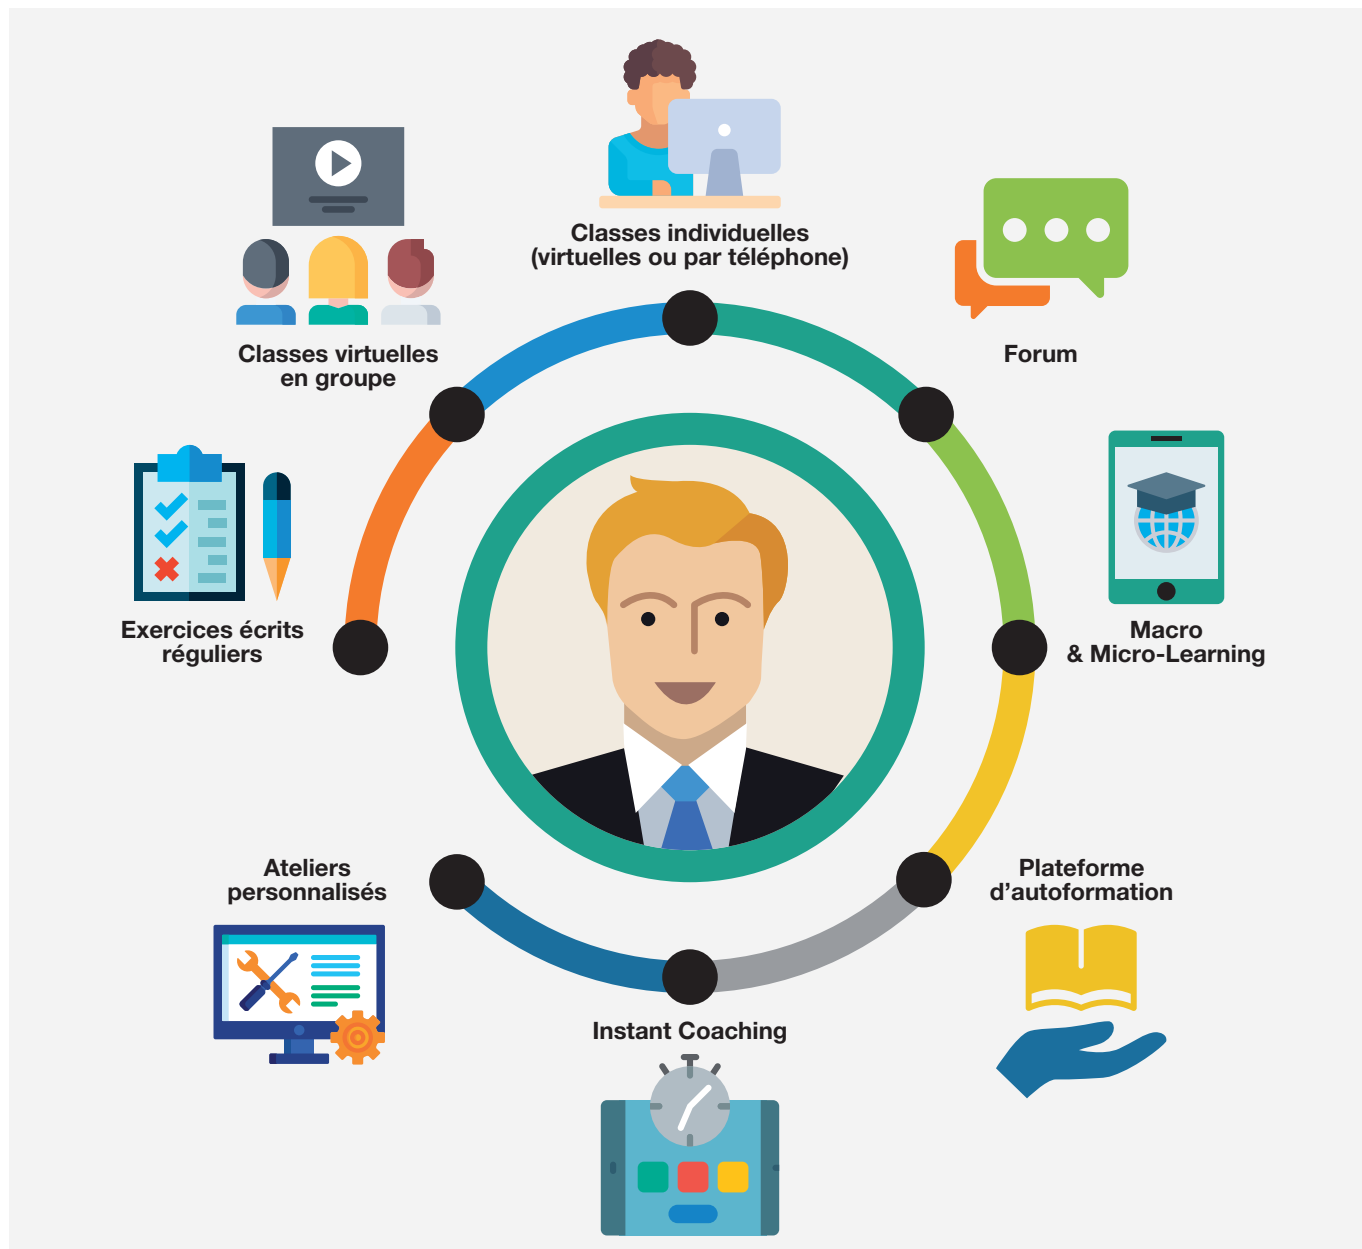 Classes individuelles
(virtuelles ou par téléphone)
Classes virtuelles
en groupe
Forum
Exercices écrits
réguliers
Macro
& Micro-Learning
Ateliers
personnalisés
Plateforme
d’autoformation
Instant Coaching